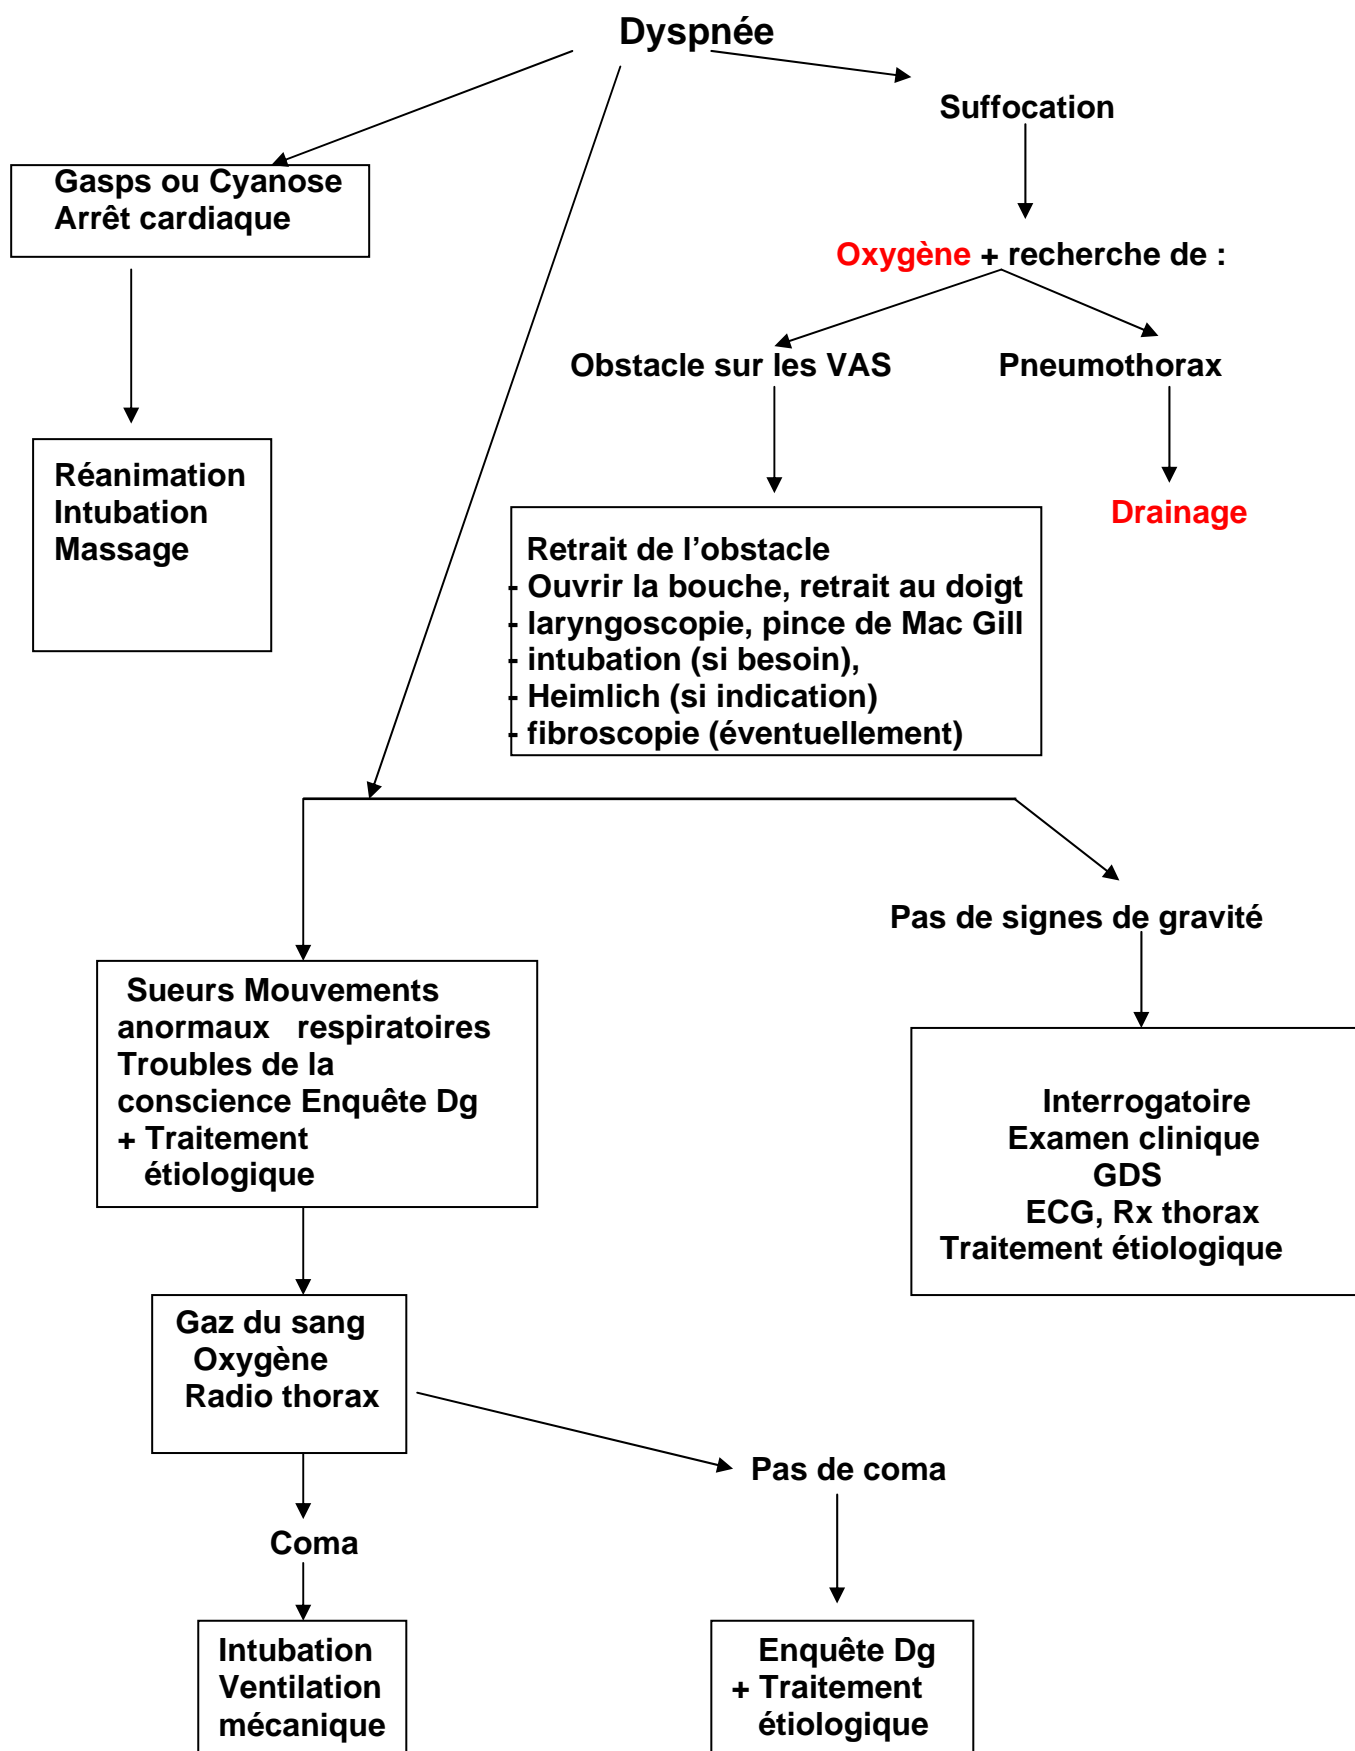 Dyspnée
Suffocation
Gasps ou Cyanose
Arrêt cardiaque
Oxygène + recherche de :
Obstacle sur les VAS
Pneumothorax
Réanimation
Intubation
Massage
Drainage
Retrait de l’obstacle
- Ouvrir la bouche, retrait au doigt
- laryngoscopie, pince de Mac Gill
- intubation (si besoin),
- Heimlich (si indication)
- fibroscopie (éventuellement)
Pas de signes de gravité
Sueurs Mouvements
anormaux respiratoires
Troubles de la
conscience Enquête Dg
+ Traitement
étiologique
Interrogatoire
Examen clinique
GDS
ECG, Rx thorax
Traitement étiologique
Gaz du sang
Oxygène
Radio thorax
Pas de coma
Coma
Intubation
Ventilation
mécanique
Enquête Dg
+ Traitement
étiologique